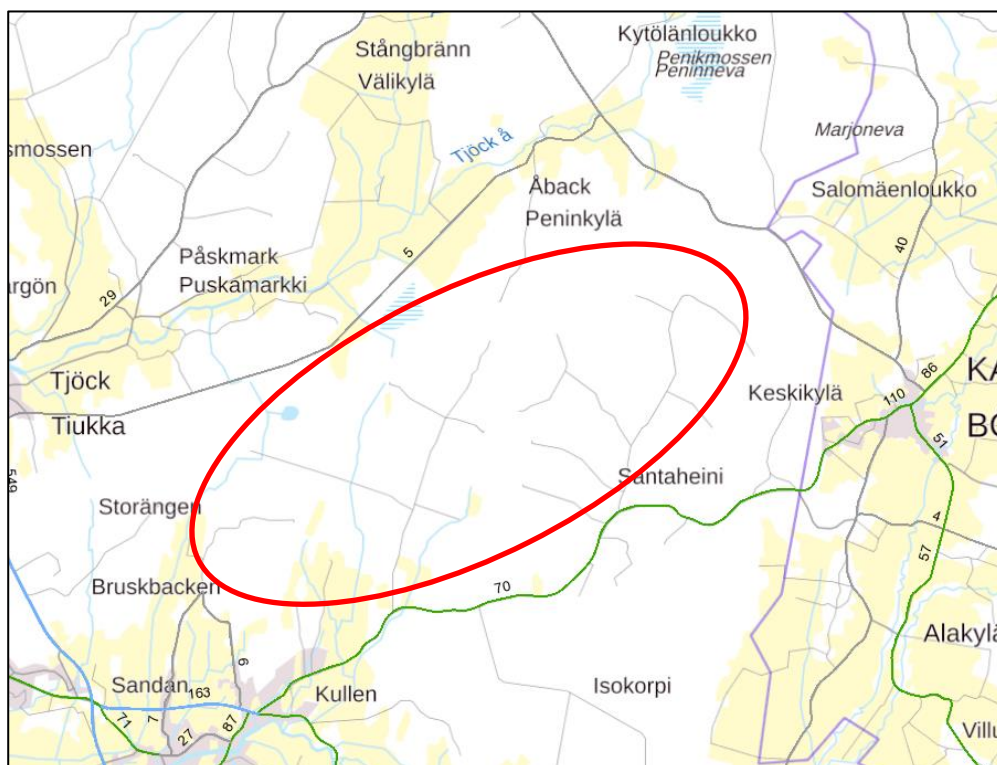 Kytölänloukko
Penikmossen
Peninneva
Stångbränn
Välikylä
Marjoneva
smossen
Tjöck å
Åback
Peninkylä
Salomäenloukko
40
5
Påskmark
Puskamarkki
argön
29
Tjöck
Tiukka
Keskikylä
86
KA
110
BO
51
549
Santaheini
Storängen
4
57
Bruskbacken
70
Alakylä
6
Isokorpi
Sandan
163
Kullen
71
7
27
87
Villu